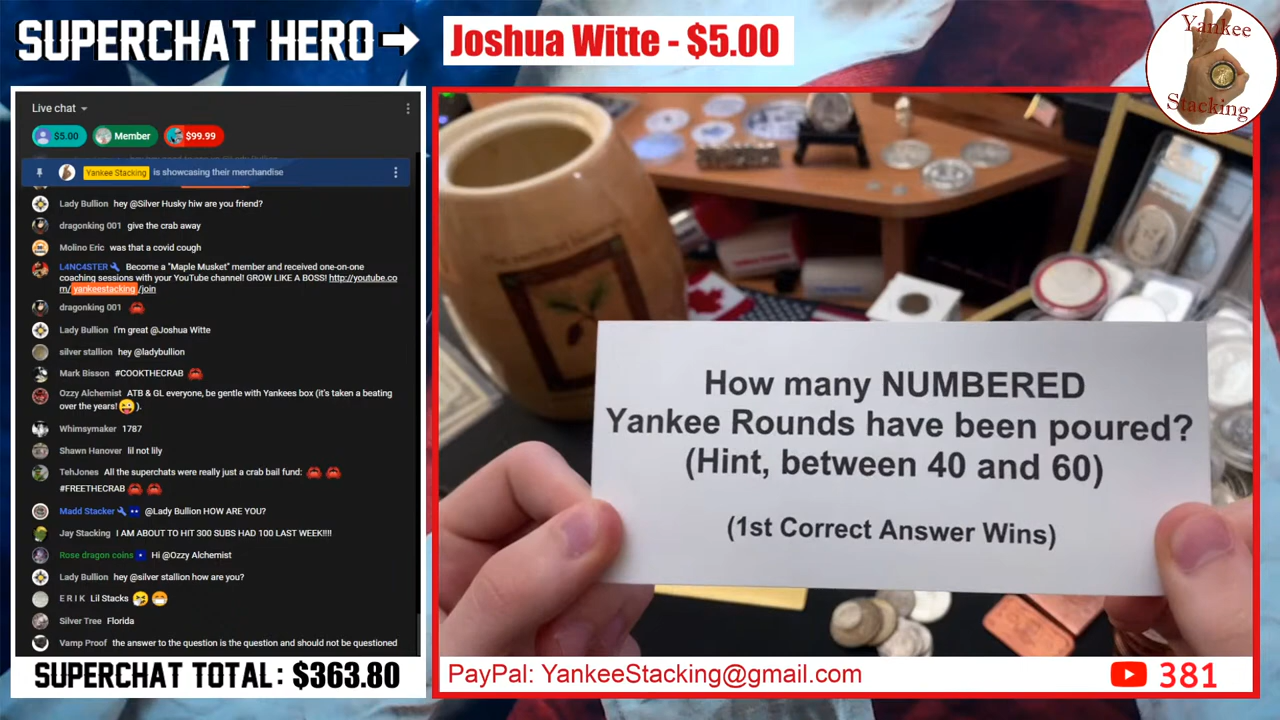 SUPERCHAT HERO
Joshua Witte - $5.00
Yankee
Stacking
Live chat
$5.00
Member
$99.99
Yankee Stacking is showcasing their merchandise
Lady Bullion hey @Silver Husky hiw are you friend?
dragonking 001 give the crab away
Molino Eric was that a covid cough
L4NC4STER Become a "Maple Musket" member and received one-on-one
coaching sessions with your YouTube channel! GROW LIKE A BOSS! http://youtube.co
m/yankeestacking/join
dragonking 001
Lady Bullion I'm great @Joshua Witte
silver stallion hey @ladybullion
Mark Bisson #COOKTHECRAB
Ozzy Alchemist ATB & GL everyone, be gentle with Yankees box (it's taken a beating
over the years!).
Whimsymaker 1787
Shawn Hanover lil not lily
TehJones All the superchats were really just a crab bail fund:
#FREETHECRAB
Madd Stacker @Lady Bullion HOW ARE YOU?
Jay Stacking I AM ABOUT TO HIT 300 SUBS HAD 100 LAST WEEK!!!!
Rose dragon coins Hi @Ozzy Alchemist
Lady Bullion hey @silver stallion how are you?
E R I K Lil Stacks
Silver Tree Florida
Vamp Proof the answer to the question is the question and should not be questioned
SUPERCHAT TOTAL: $363.80
How many NUMBERED
Yankee Rounds have been poured?
(Hint, between 40 and 60)
(1st Correct Answer Wins)
PayPal: YankeeStacking@gmail.com
381